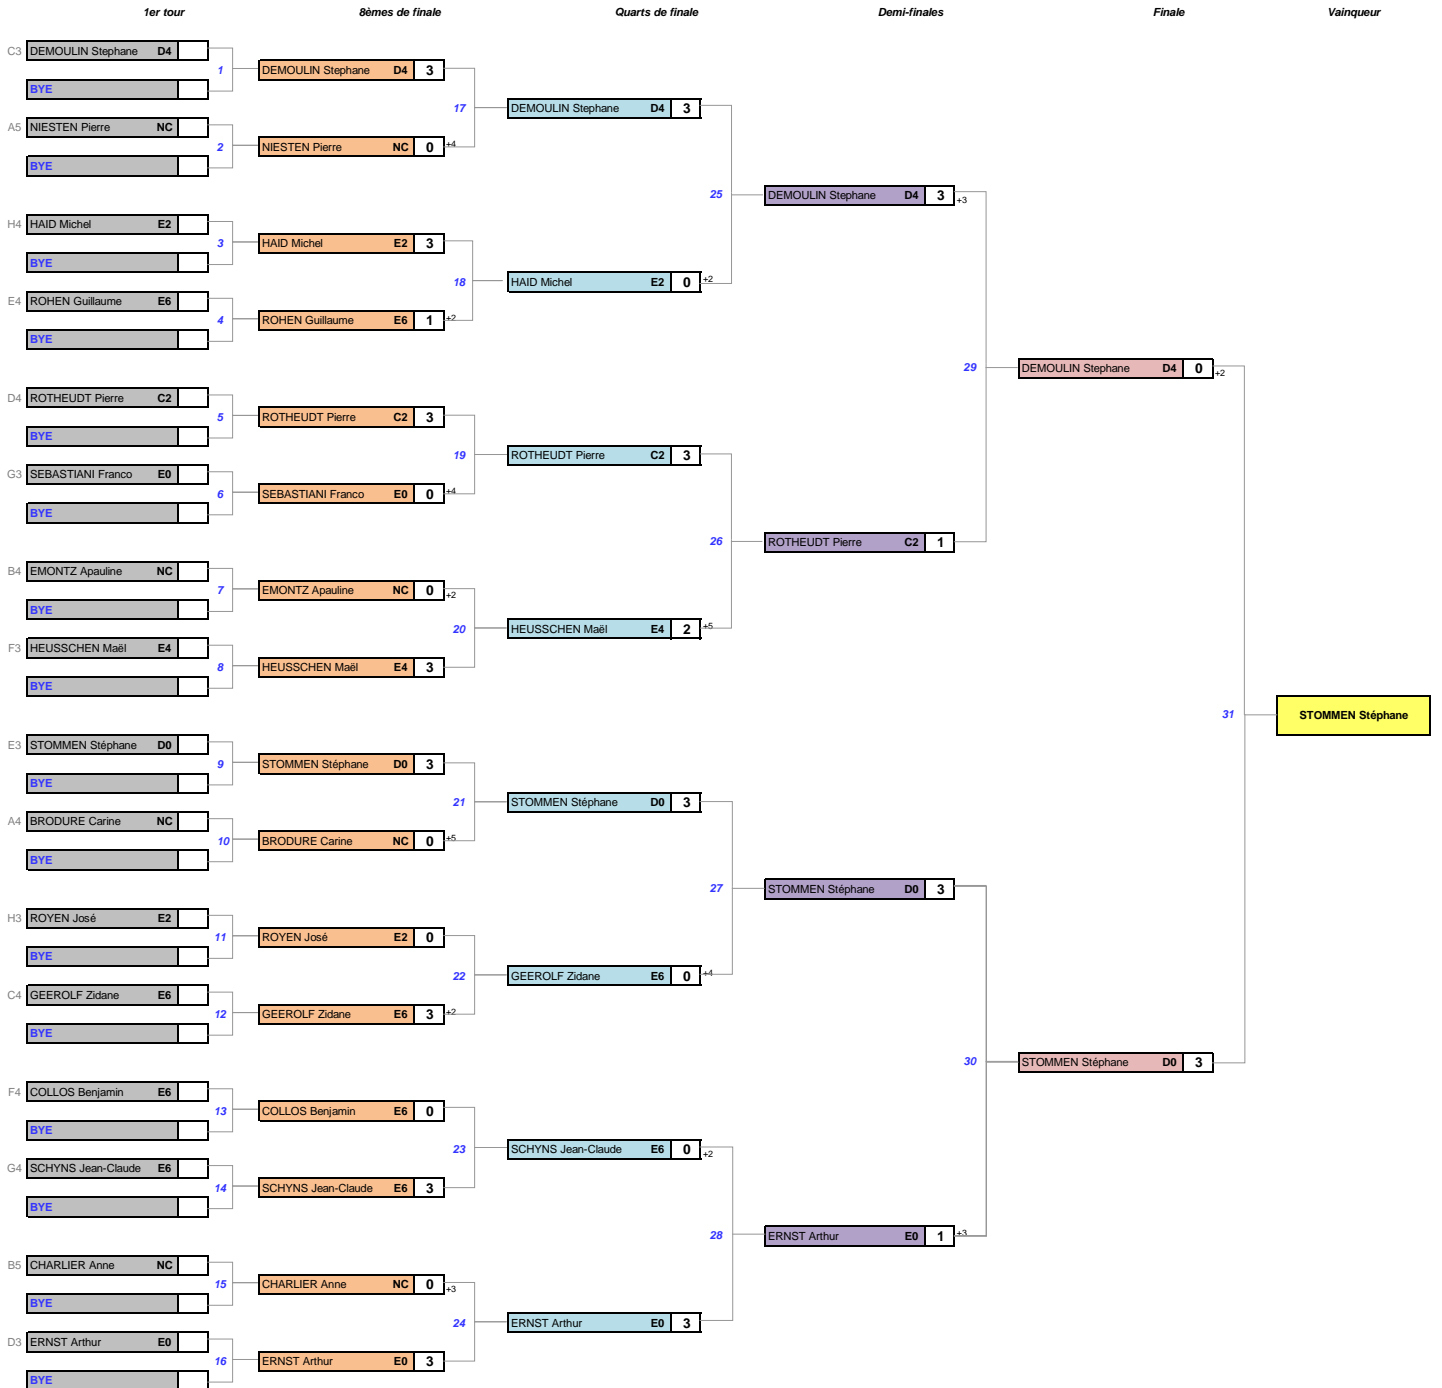 1er tour 8èmes de finale Quarts de finale Demi-finales Finale Vainqueur
C3 DEMOULIN Stephane D4
1 DEMOULIN Stephane D4 3
BYE
17 DEMOULIN Stephane D4 3
A5 NIESTEN Pierre NC
2 NIESTEN Pierre NC 0 +4
BYE
25 DEMOULIN Stephane D4 3 +3
H4 HAID Michel E2
3 HAID Michel E2 3
BYE
18 HAID Michel E2 0 +2
E4 ROHEN Guillaume E6
4 ROHEN Guillaume E6 1 +2
BYE
29 DEMOULIN Stephane D4 0 +2
D4 ROTHEUDT Pierre C2
5 ROTHEUDT Pierre C2 3
BYE
19 ROTHEUDT Pierre C2 3
G3 SEBASTIANI Franco E0
6 SEBASTIANI Franco E0 0 +4
BYE
26 ROTHEUDT Pierre C2 1
B4 EMONTZ Apauline NC
7 EMONTZ Apauline NC 0 +2
BYE
20 HEUSSCHEN Maël E4 2 +5
F3 HEUSSCHEN Maël E4
8 HEUSSCHEN Maël E4 3
BYE
31 STOMMEN Stéphane
E3 STOMMEN Stéphane D0
9 STOMMEN Stéphane D0 3
BYE
21 STOMMEN Stéphane D0 3
A4 BRODURE Carine NC
10 BRODURE Carine NC 0 +5
BYE
27 STOMMEN Stéphane D0 3
H3 ROYEN José E2
11 ROYEN José E2 0
BYE
22 GEEROLF Zidane E6 0 +4
C4 GEEROLF Zidane E6
12 GEEROLF Zidane E6 3 +2
BYE
30 STOMMEN Stéphane D0 3
F4 COLLOS Benjamin E6
13 COLLOS Benjamin E6 0
BYE
23 SCHYNS Jean-Claude E6 0 +2
G4 SCHYNS Jean-Claude E6
14 SCHYNS Jean-Claude E6 3
BYE
28 ERNST Arthur E0 1 +3
B5 CHARLIER Anne NC
15 CHARLIER Anne NC 0 +3
BYE
24 ERNST Arthur E0 3
D3 ERNST Arthur E0
16 ERNST Arthur E0 3
BYE